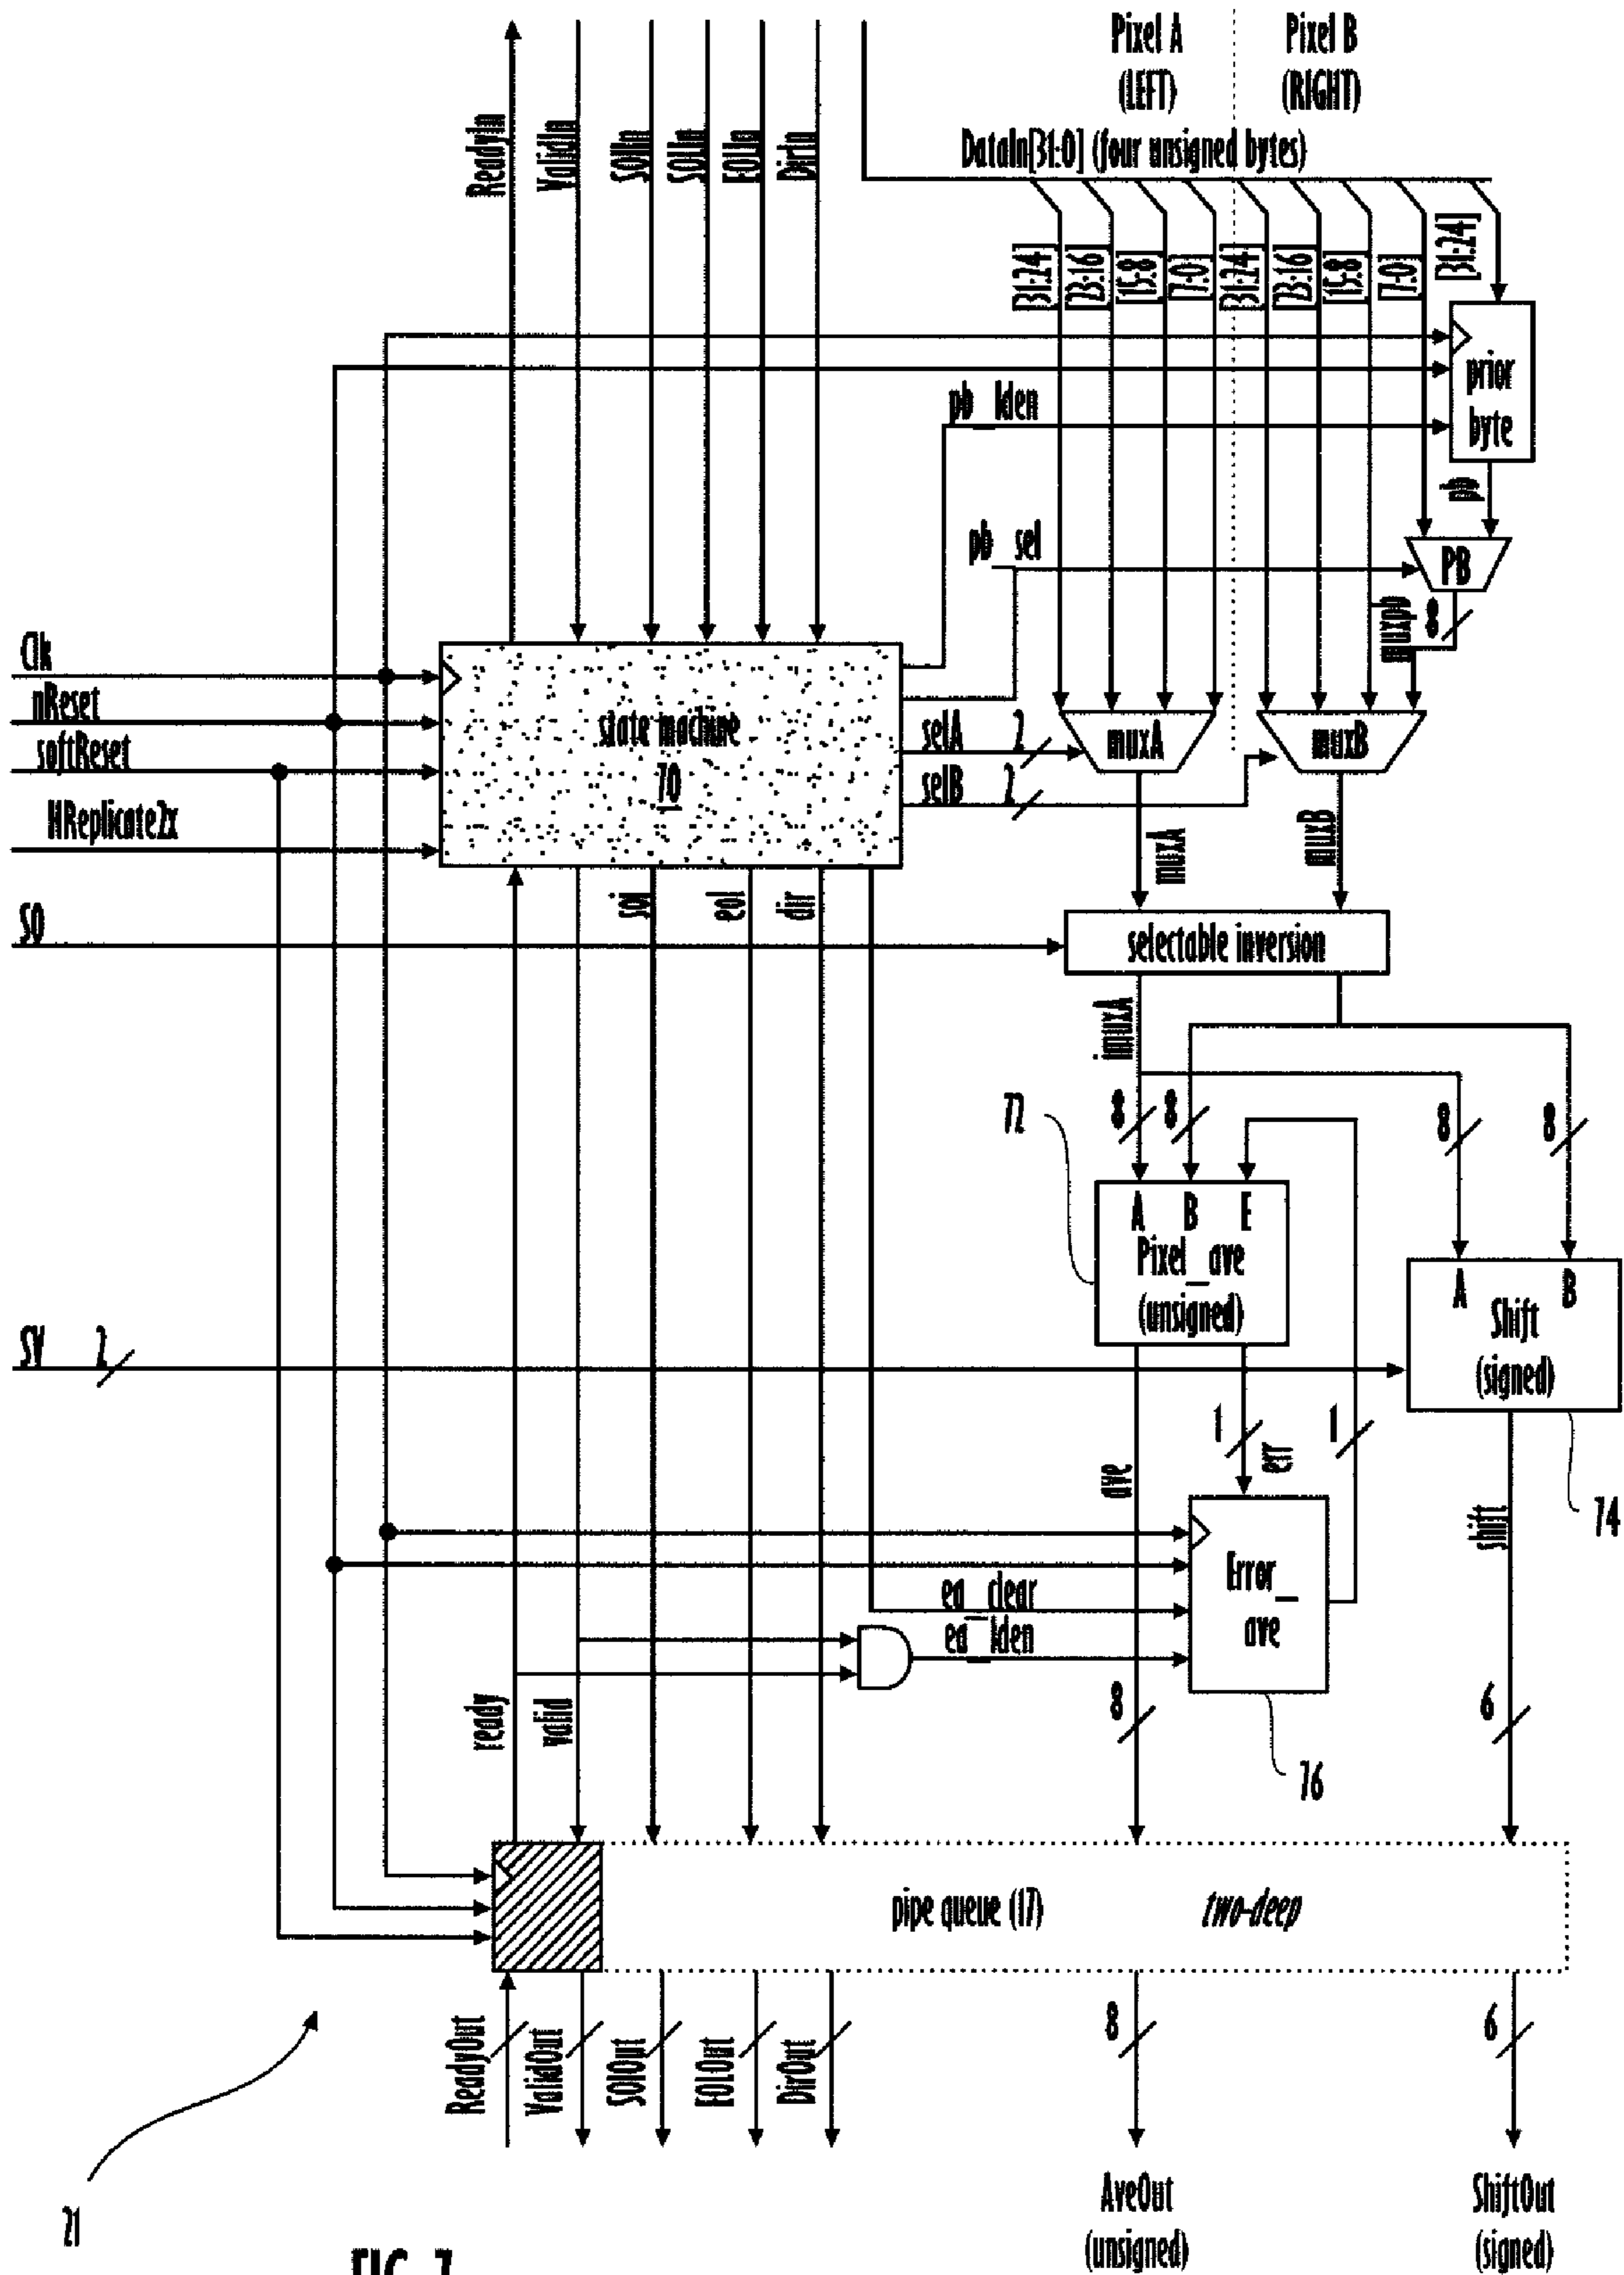 Pixel A
(LEFT)
Pixel B
(RIGHT)
DataIn[31:0] (four unsigned bytes)
ReadyIn
ValidIn
SOIIn
SOLIn
EOLIn
DirIn
[31:24]
[23:16]
[15:8]
[7:0]
[31:24]
[23:16]
[15:8]
[7:0]
[31:24]
prior
byte
pb_lden
pb
pb_sel
PB
muxpb
8
Clk
nReset
softReset
HReplicate2x
state machine
70
selA 2
selB 2
muxA
muxB
muxA
muxB
SO
sol
eol
dir
selectable inversion
imuxA
72
8
8
8
8
A B E
Pixel_ave
(unsigned)
A B
Shift
(signed)
SV 2
1
err
1
ave
74
shift
Error_
ave
ea_clear
ea_lden
ready
valid
8
6
76
pipe queue (17) two-deep
ReadyOut
ValidOut
SOlOut
EOLOut
DirOut
8
6
21
AveOut
(unsigned)
ShiftOut
(signed)
FIG. 7